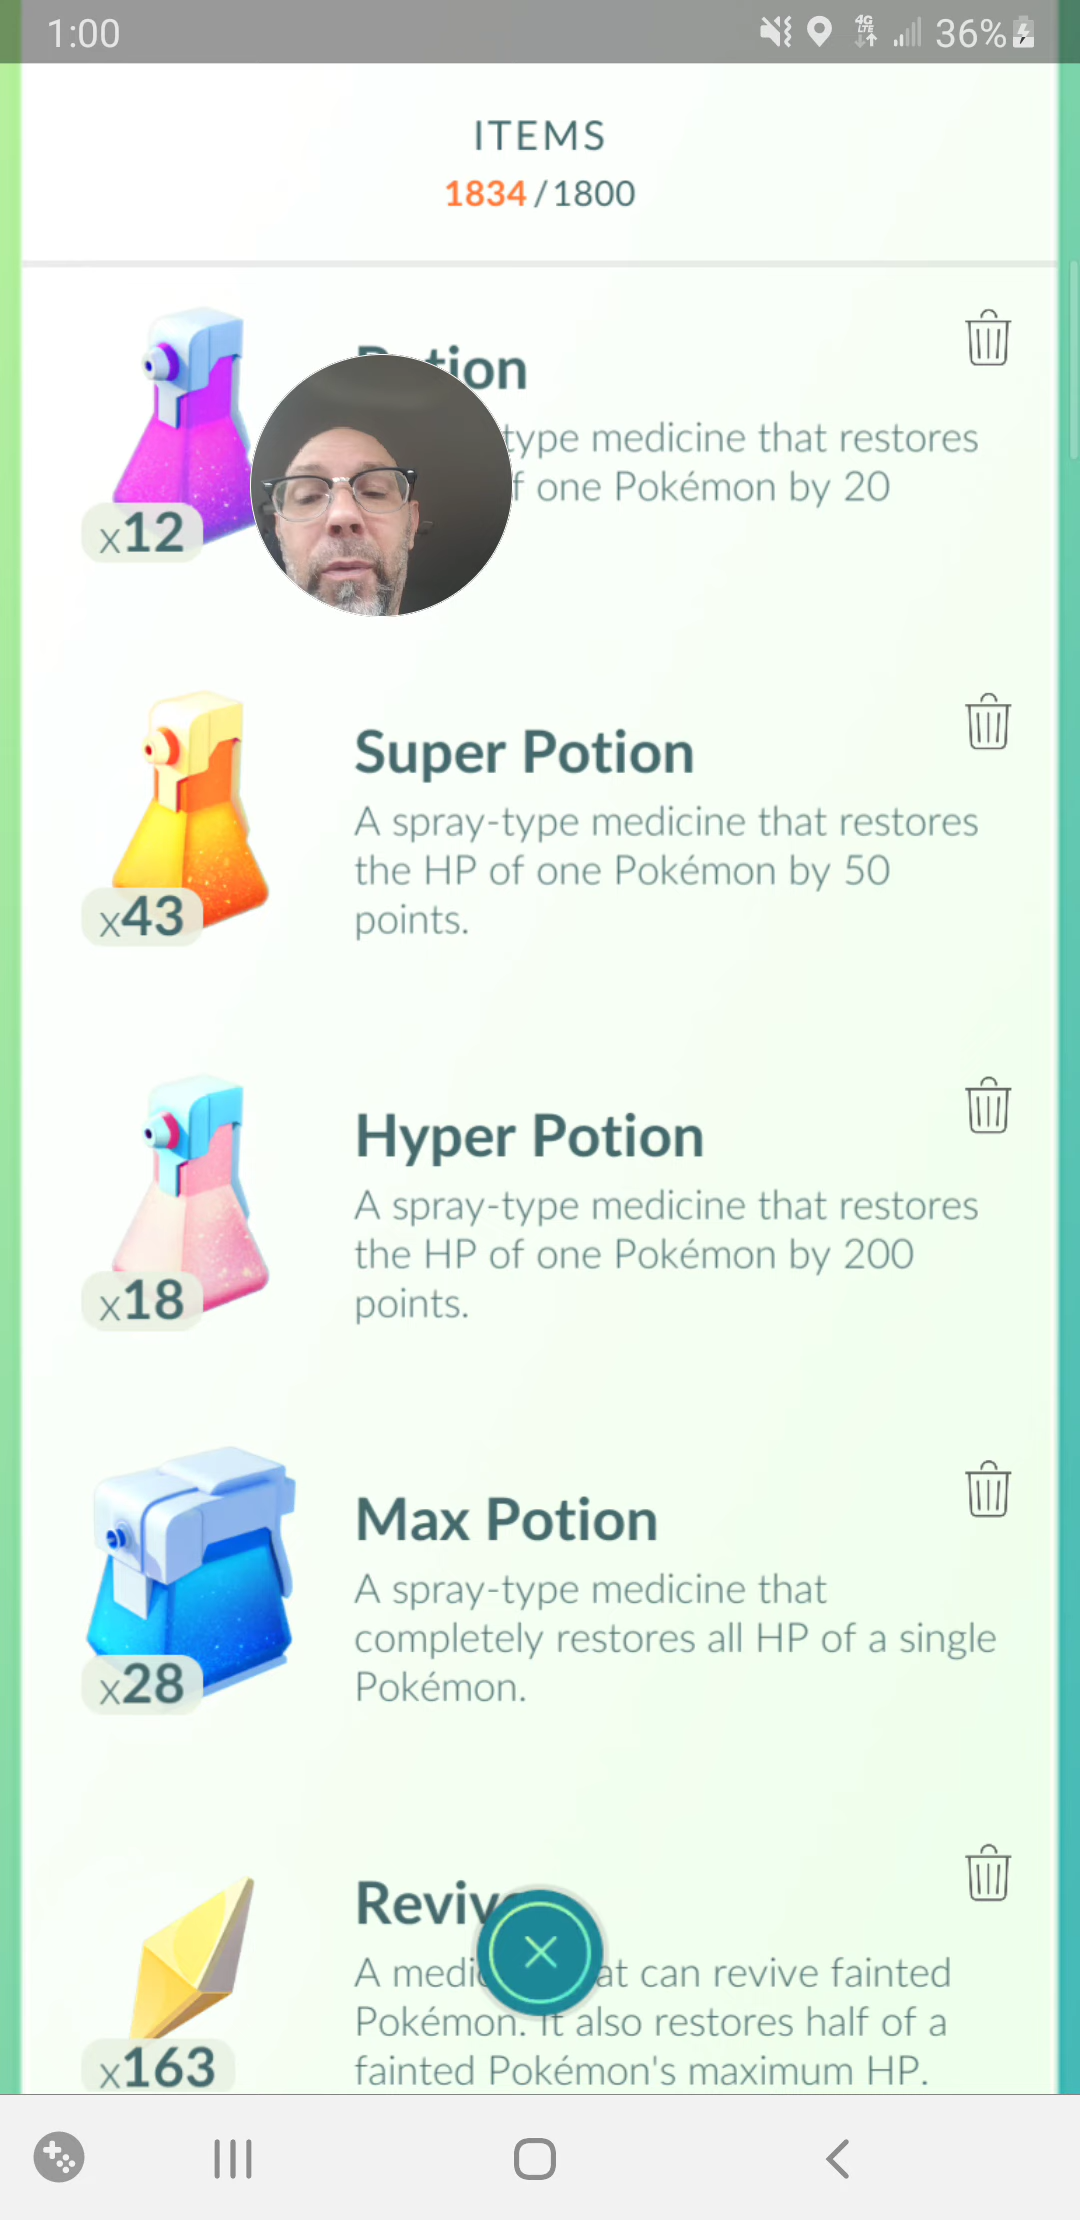 1:00 4G LTE 36%
ITEMS
1834/1800
type medicine that restores
one Pokémon by 20
x12
Super Potion
A spray-type medicine that restores
the HP of one Pokémon by 50
points.
x43
Hyper Potion
A spray-type medicine that restores
the HP of one Pokémon by 200
points.
x18
Max Potion
A spray-type medicine that
completely restores all HP of a single
Pokémon.
x28
Revive
A can revive fainted
Pokémon. It also restores half of a
fainted Pokémon's maximum HP.
x163